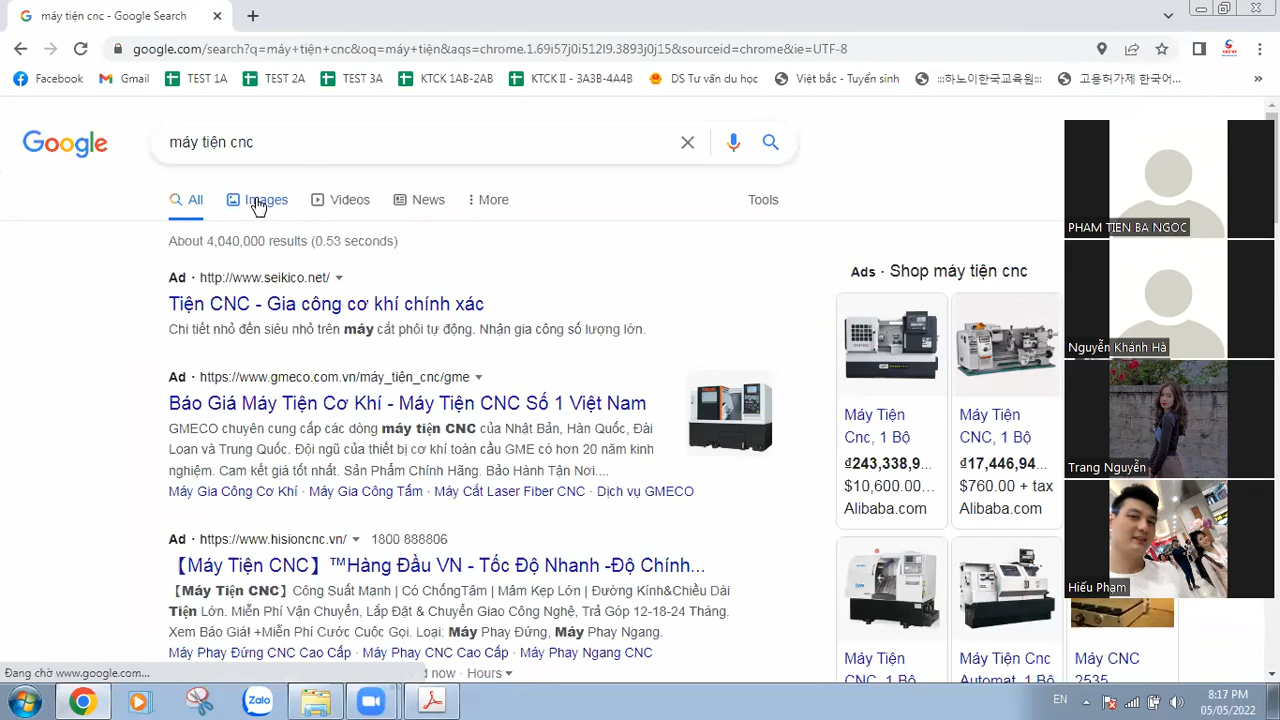 máy tiện cnc - Google Search
google.com/search?q=máy+tiện+cnc&oq=máy+tiện&aqs=chrome.1.69i57j0i512l9.3893j0j15&sourceid=chrome&ie=UTF-8
Facebook Gmail TEST 1A TEST 2A TEST 3A KTCK 1AB-2AB KTCK II - 3A3B-4A4B DS Tư vấn du học Việt bắc - Tuyển sinh :::하노이한국교육원::: 고용허가제 한국어... »
Google
máy tiện cnc
All Images Videos News More Tools
About 4,040,000 results (0.53 seconds)
Ad · http://www.seikico.net/
Tiện CNC - Gia công cơ khí chính xác
Chi tiết nhỏ đến siêu nhỏ trên máy cắt phôi tự động. Nhận gia công số lượng lớn.
Ad · https://www.gmeco.com.vn/máy_tiện_cnc/gme
Báo Giá Máy Tiện Cơ Khí - Máy Tiện CNC Số 1 Việt Nam
GMECO chuyên cung cấp các dòng máy tiện CNC của Nhật Bản, Hàn Quốc, Đài
Loan và Trung Quốc. Đội ngũ của thiết bị cơ khí toàn cầu GME có hơn 20 năm kinh
nghiệm. Cam kết giá tốt nhất. Sản Phẩm Chính Hãng. Bảo Hành Tận Nơi....
Máy Gia Công Cơ Khí · Máy Gia Công Tấm · Máy Cắt Laser Fiber CNC · Dịch vụ GMECO
Ad · https://www.hisioncnc.vn/ 1800 888806
【Máy Tiện CNC】™Hàng Đầu VN - Tốc Độ Nhanh -Độ Chính...
【Máy Tiện CNC】Công Suất Mới | Cự ChốngTâm | Mâm Kẹp Lớn | Đường Kính&Chiều Dài
Tiện Lớn. Miễn Phí Vận Chuyển, Lắp Đặt & Chuyển Giao Công Nghệ, Trả Góp 12-18-24 Tháng.
Xem Báo Giá! +Miễn Phí Cước Cuộc Gọi. Loại: Máy Phay Đứng, Máy Phay Ngang.
Máy Phay Đứng CNC Cao Cấp · Máy Phay CNC Cao Cấp · Máy Phay Ngang CNC
d now · Hours
Ads · Shop máy tiện cnc
Máy Tiện
Cnc, 1 Bộ
₫243,338,9...
$10,600.00...
Alibaba.com
Máy Tiện
CNC, 1 Bộ
₫17,446,94...
$760.00 + tax
Alibaba.com
Máy Tiện
Máy Tiện Cnc
Automat, 1 Bộ
Máy CNC
2535
PHAM TIEN BA NGOC
Nguyễn Khánh Hà
Trang Nguyễn
Hiếu Phạm
Đang chờ www.google.com...
Zalo
EN
8:17 PM
05/05/2022